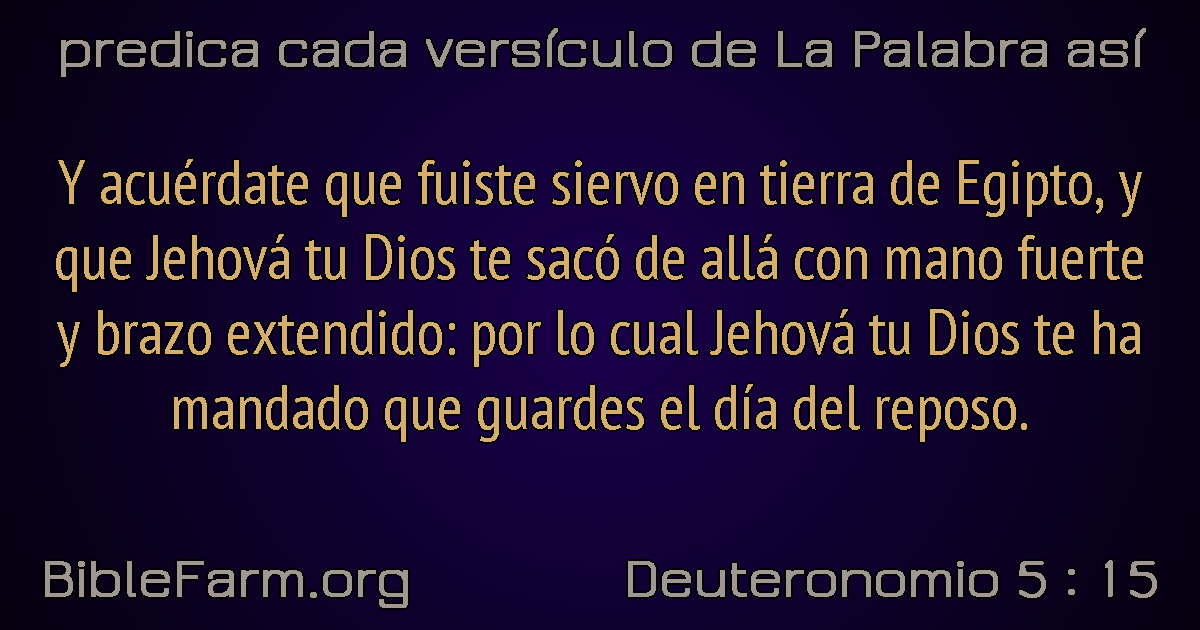 predica cada versículo de La Palabra así
Y acuérdate que fuiste siervo en tierra de Egipto, y
que Jehová tu Dios te sacó de allá con mano fuerte
y brazo extendido: por lo cual Jehová tu Dios te ha
mandado que guardes el día del reposo.
BibleFarm.org
Deuteronomio 5 : 15